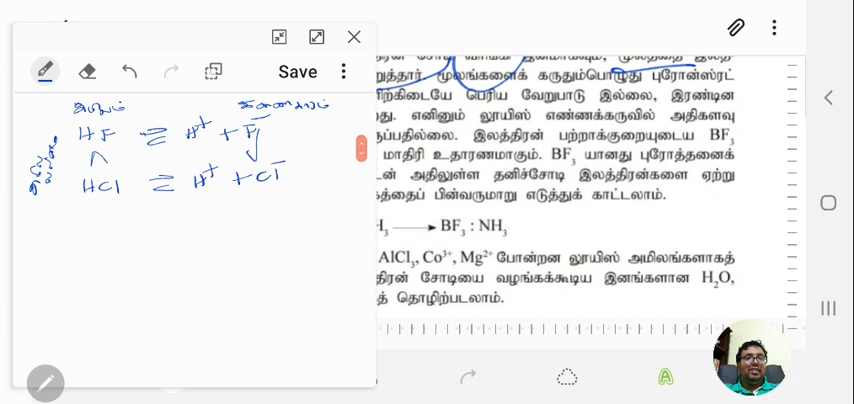 Save
அமிலம்
HF ⇌ H⁺ + F⁻
HCl ⇌ H⁺ + Cl⁻
றுத்தார். மூலங்களைக் கருதும்பொழுது புரோன்ஸ்ரட்
றிற்கிடையே பெரிய வேறுபாடு இல்லை, இரண்டின
து. எனினும் லூயிஸ் எண்ணக்கருவில் அதிகளவு
ருப்பதில்லை. இலத்திரன் பற்றாக்குறையுடைய BF₃
மாதிரி உதாரணமாகும். BF₃ யானது புரோத்தனைக்
டன் அதிலுள்ள தனிச்சோடி இலத்திரன்களை ஏற்று
கத்தைப் பின்வருமாறு எடுத்துக் காட்டலாம்.
H₃ ⟶ BF₃ : NH₃
AlCl₃, Co³⁺, Mg²⁺ போன்றன லூயிஸ் அமிலங்களாகத்
திரன் சோடியை வழங்கக்கூடிய இனங்களான H₂O,
த் தொழிற்படலாம்.
A